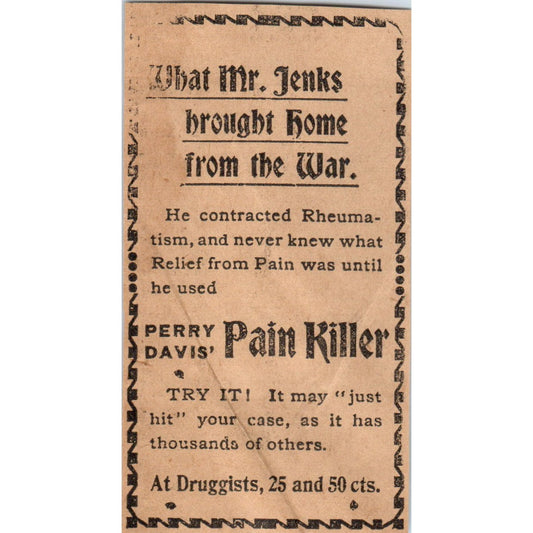 What Mr. Jenks
brought Home
from the War.
He contracted Rheuma-
tism, and never knew what
Relief from Pain was until
he used
PERRY
DAVIS' Pain Killer
TRY IT! It may "just
hit" your case, as it has
thousands of others.
At Druggists, 25 and 50 cts.